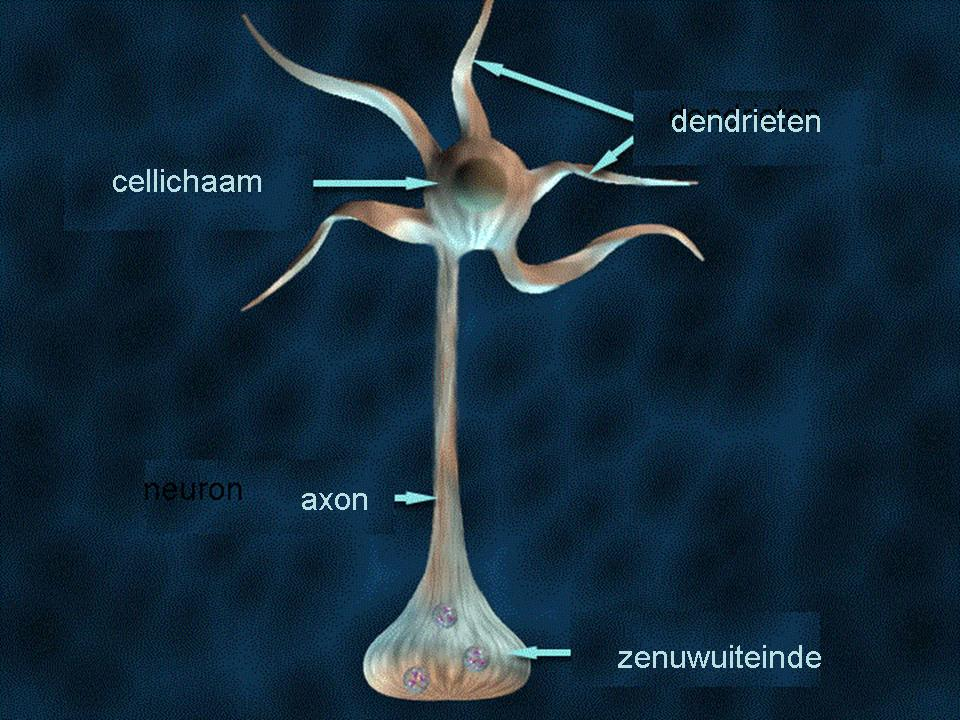 dendrieten
cellichaam
neuron
axon
zenuwuiteinde